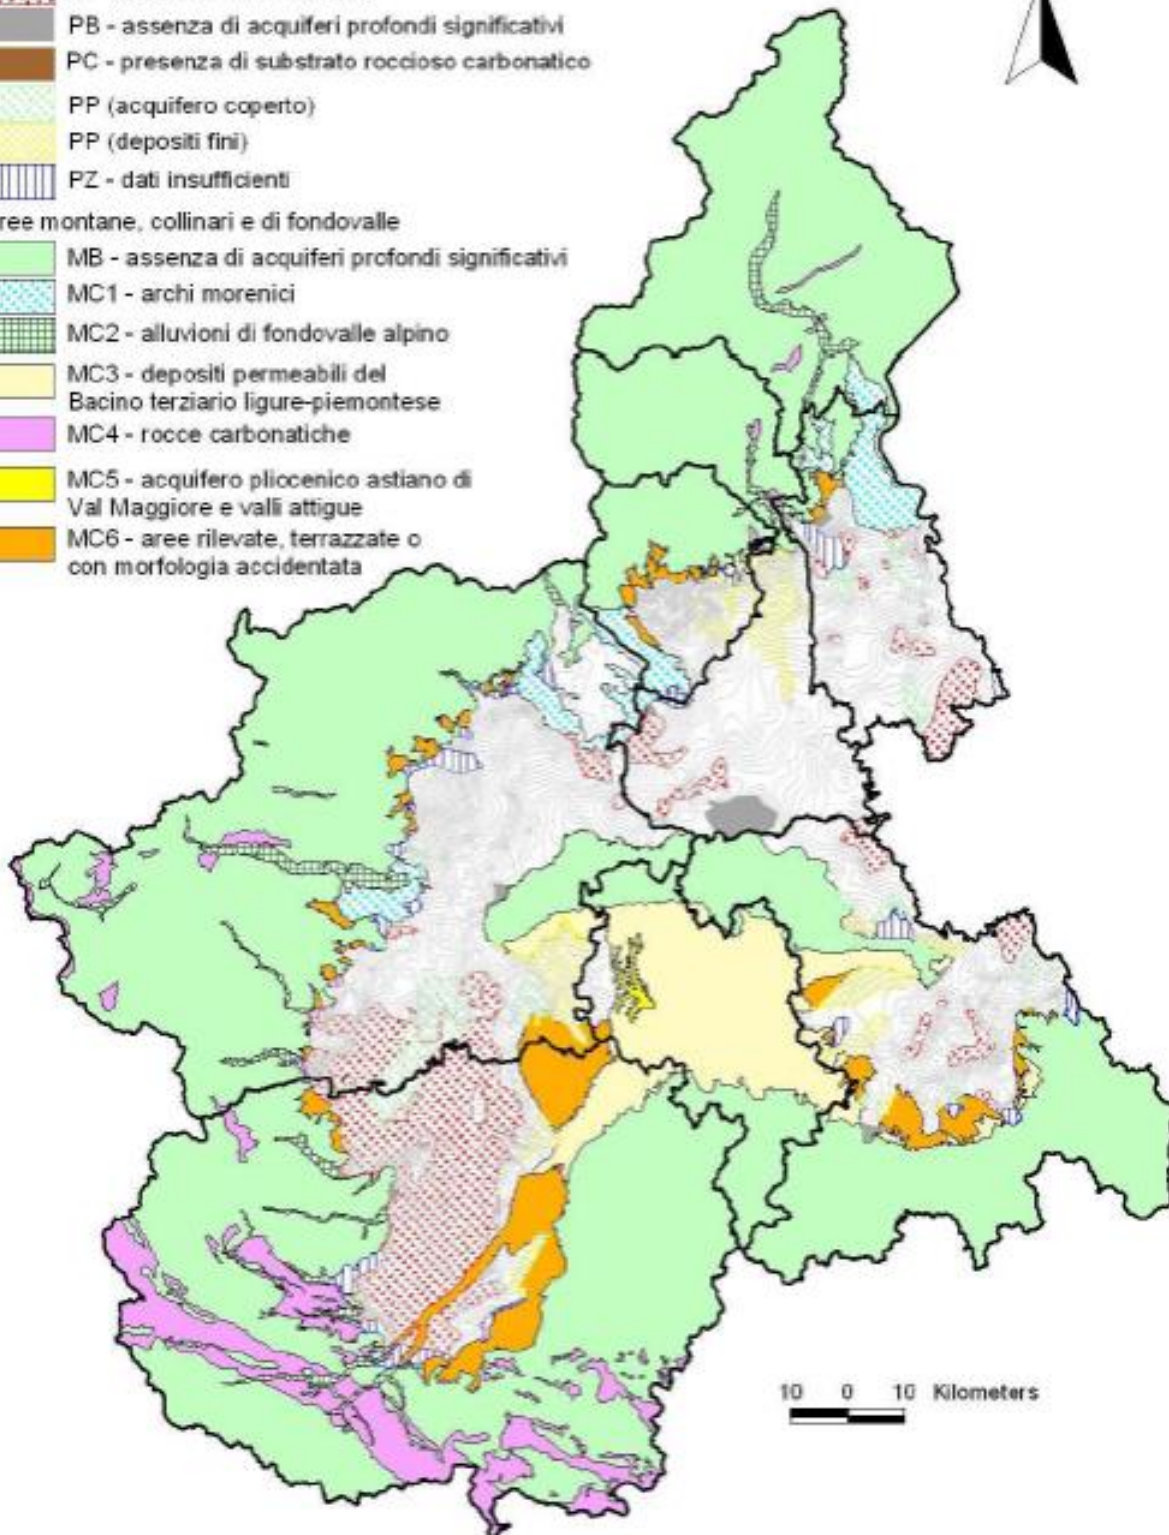 PB - assenza di acquiferi profondi significativi
PC - presenza di substrato roccioso carbonatico
PP (acquifero coperto)
PP (depositi fini)
PZ - dati insufficienti
ree montane, collinari e di fondovalle
MB - assenza di acquiferi profondi significativi
MC1 - archi morenici
MC2 - alluvioni di fondovalle alpino
MC3 - depositi permeabili del
Bacino terziario ligure-piemontese
MC4 - rocce carbonatiche
MC5 - acquifero pliocenico astiano di
Val Maggiore e valli attigue
MC6 - aree rilevate, terrazzate o
con morfologia accidentata
10 0 10 Kilometers